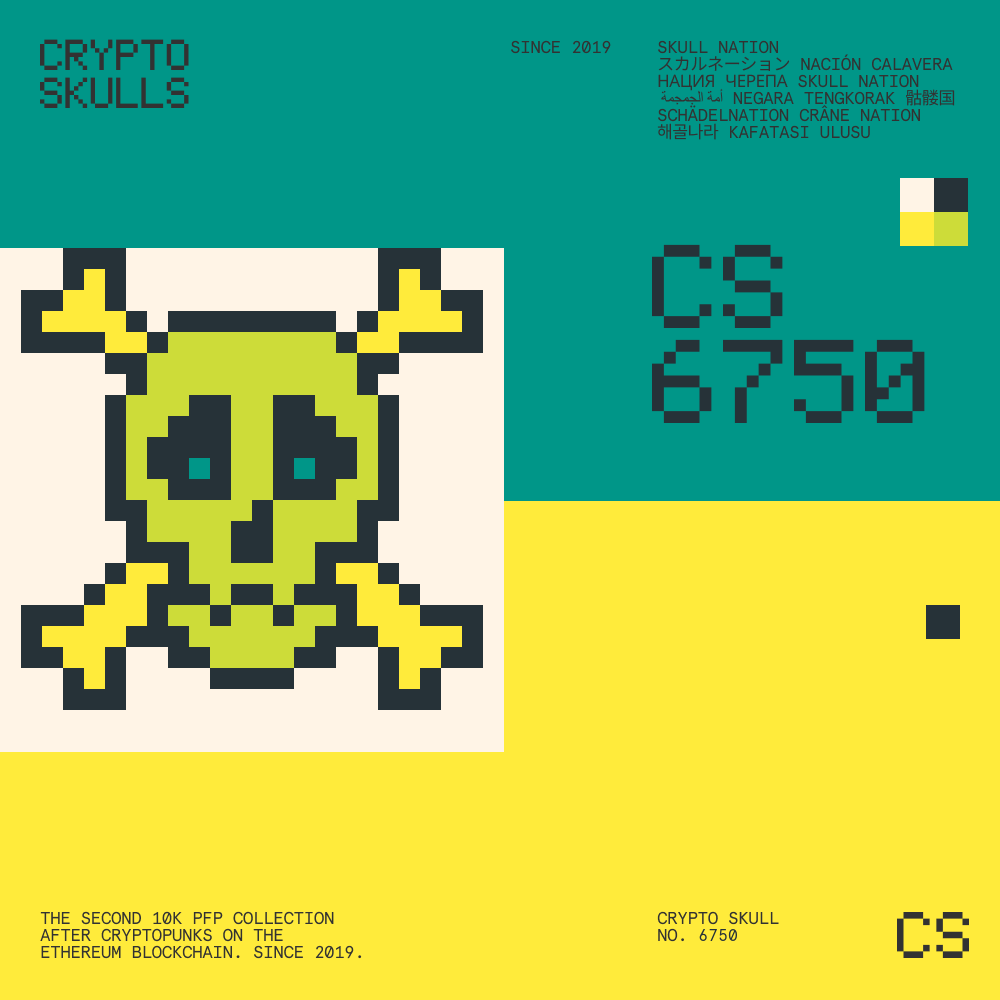 CRYPTO
SKULLS
SINCE 2019
SKULL NATION
スカルネーション NACIÓN CALAVERA
НАЦИЯ ЧЕРЕПА SKULL NATION
أمة الجمجمة NEGARA TENGKORAK 骷髅国
SCHÄDELNATION CRÂNE NATION
해골나라 KAFATASI ULUSU
CS
6750
THE SECOND 10K PFP COLLECTION
AFTER CRYPTOPUNKS ON THE
ETHEREUM BLOCKCHAIN. SINCE 2019.
CRYPTO SKULL
NO. 6750
CS